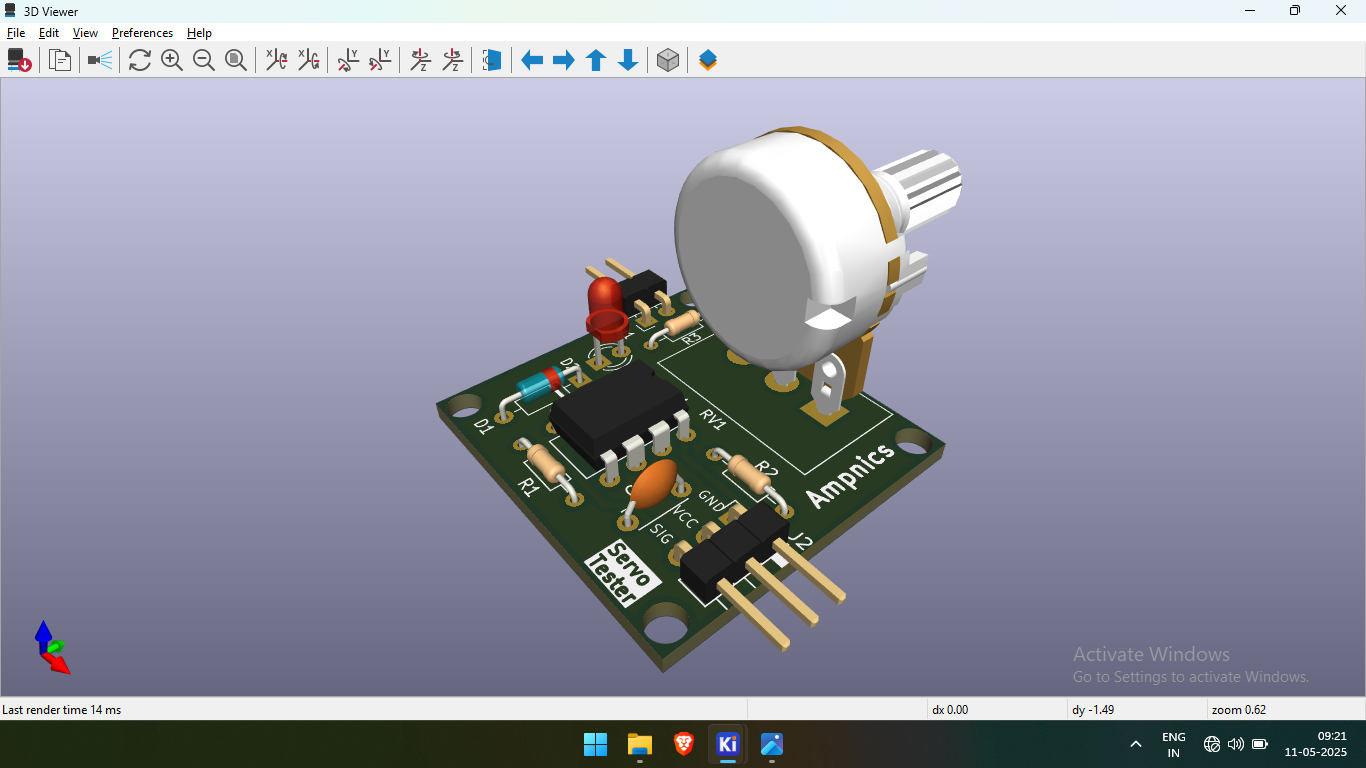 3D Viewer
File Edit View Preferences Help
R3
D1
RV1
R1
R2
Ampnics
GND
VCC
SIG
J2
Servo
Tester
Activate Windows
Go to Settings to activate Windows.
Last render time 14 ms
dx 0.00
dy -1.49
zoom 0.62
ENG
IN
09:21
11-05-2025